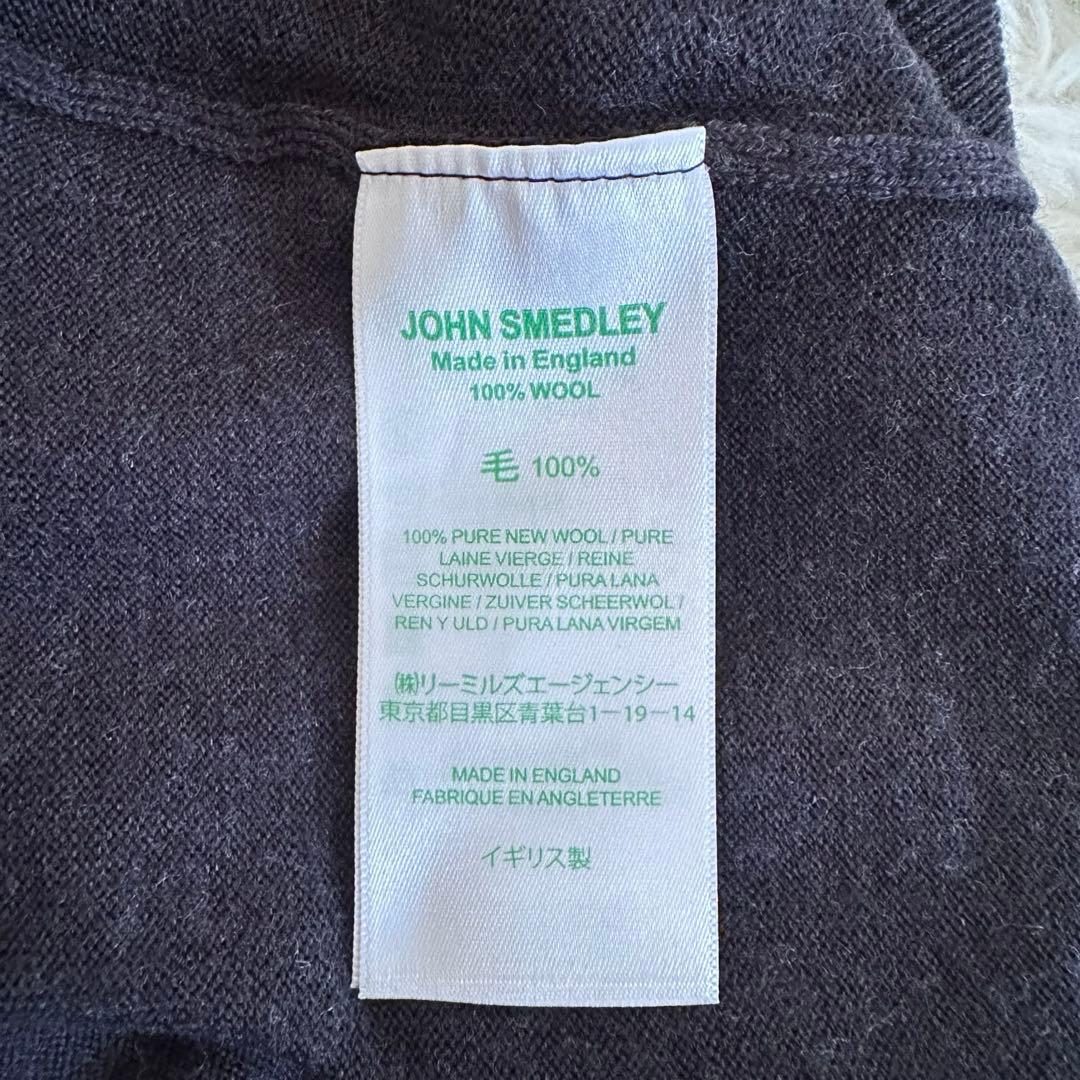 JOHN SMEDLEY
Made in England
100% WOOL
毛 100%
100% PURE NEW WOOL / PURE
LAINE VIERGE / REINE
SCHURWOLLE / PURA LANA
VERGINE / ZUIVER SCHEERWOL /
REN Y ULD / PURA LANA VIRGEM
㈱リーミルズエージェンシー
東京都目黒区青葉台1－19－14
MADE IN ENGLAND
FABRIQUE EN ANGLETERRE
イギリス製